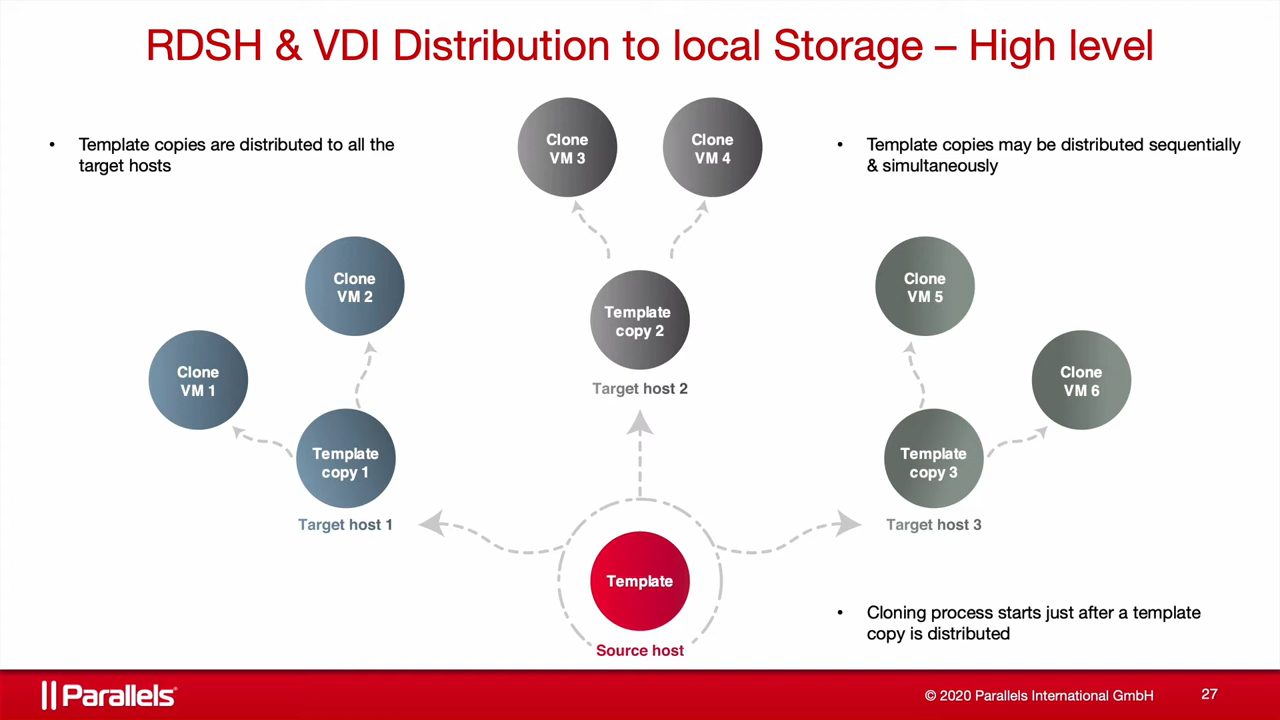 RDSH & VDI Distribution to local Storage – High level
• Template copies are distributed to all the
target hosts
• Template copies may be distributed sequentially
& simultaneously
Clone
VM 3
Clone
VM 4
Clone
VM 2
Clone
VM 5
Template
copy 2
Target host 2
Clone
VM 1
Clone
VM 6
Template
copy 1
Target host 1
Template
copy 3
Target host 3
Template
Source host
• Cloning process starts just after a template
copy is distributed
Parallels®
© 2020 Parallels International GmbH
27